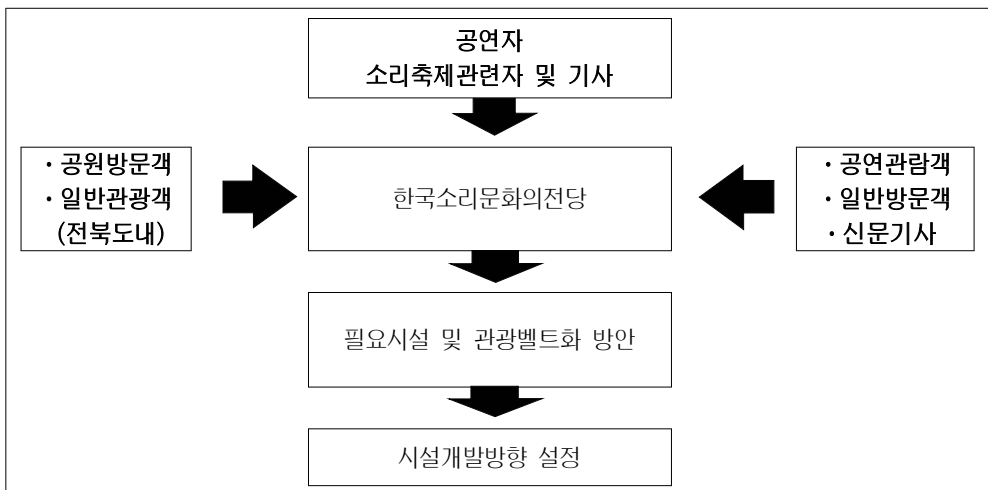 공연자
소리축제관련자 및 기사
· 공원방문객
· 일반관광객
(전북도내)
한국소리문화의전당
· 공연관람객
· 일반방문객
· 신문기사
필요시설 및 관광벨트화 방안
시설개발방향 설정